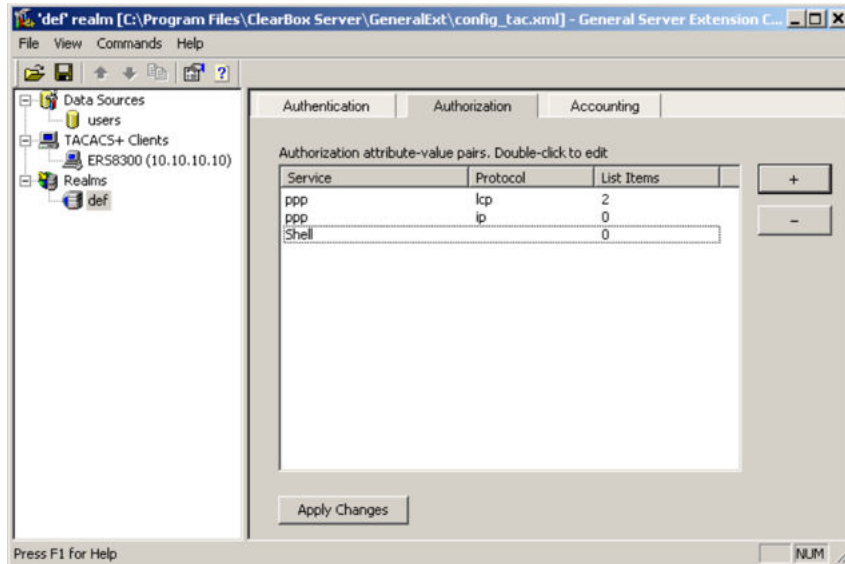 'def' realm [C:\Program Files\ClearBox Server\GeneralExt\config_tac.xml] - General Server Extension C...
File View Commands Help
Data Sources
users
TACACS+ Clients
ERS8300 (10.10.10.10)
Realms
def
Authentication Authorization Accounting
Authorization attribute-value pairs. Double-click to edit
Service Protocol List Items
ppp lcp 2
ppp ip 0
Shell 0
+
-
Apply Changes
Press F1 for Help
NUM